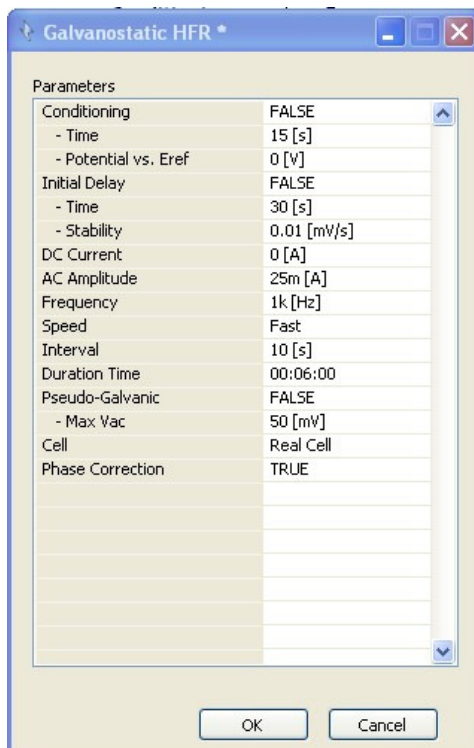 Galvanostatic HFR *
Parameters
Conditioning FALSE
- Time 15 [s]
- Potential vs. Eref 0 [V]
Initial Delay FALSE
- Time 30 [s]
- Stability 0.01 [mV/s]
DC Current 0 [A]
AC Amplitude 25m [A]
Frequency 1k [Hz]
Speed Fast
Interval 10 [s]
Duration Time 00:06:00
Pseudo-Galvanic FALSE
- Max Vac 50 [mV]
Cell Real Cell
Phase Correction TRUE
OK Cancel